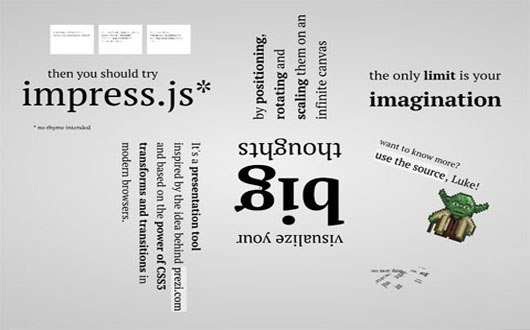 then you should try
impress.js*
* no rhyme intended
It's a presentation tool
inspired by the idea behind prezi.com
and based on the power of CSS3
transforms and transitions in
modern browsers.
visualize your
big
thoughts
by positioning,
rotating and
scaling them on an
infinite canvas
the only limit is your
imagination
want to know more?
use the source, Luke!